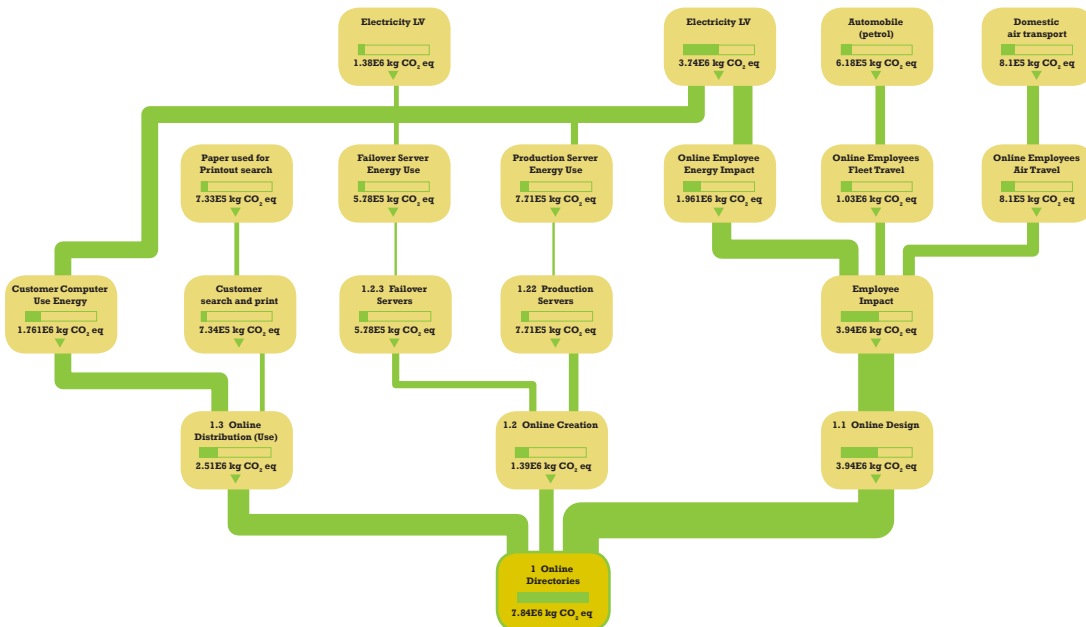 Electricity LV
1.38E6 kg CO₂ eq
Electricity LV
3.74E6 kg CO₂ eq
Automobile
(petrol)
6.18E5 kg CO₂ eq
Domestic
air transport
8.1E5 kg CO₂ eq
Paper used for
Printout search
7.33E5 kg CO₂ eq
Failover Server
Energy Use
5.78E5 kg CO₂ eq
Production Server
Energy Use
7.71E5 kg CO₂ eq
Online Employee
Energy Impact
1.961E6 kg CO₂ eq
Online Employees
Fleet Travel
1.03E6 kg CO₂ eq
Online Employees
Air Travel
8.1E5 kg CO₂ eq
Customer Computer
Use Energy
1.761E6 kg CO₂ eq
Customer
search and print
7.34E5 kg CO₂ eq
1.2.3 Failover
Servers
5.78E5 kg CO₂ eq
1.22 Production
Servers
7.71E5 kg CO₂ eq
Employee
Impact
3.94E6 kg CO₂ eq
1.3 Online
Distribution (Use)
2.51E6 kg CO₂ eq
1.2 Online Creation
1.39E6 kg CO₂ eq
1.1 Online Design
3.94E6 kg CO₂ eq
1 Online
Directories
7.84E6 kg CO₂ eq